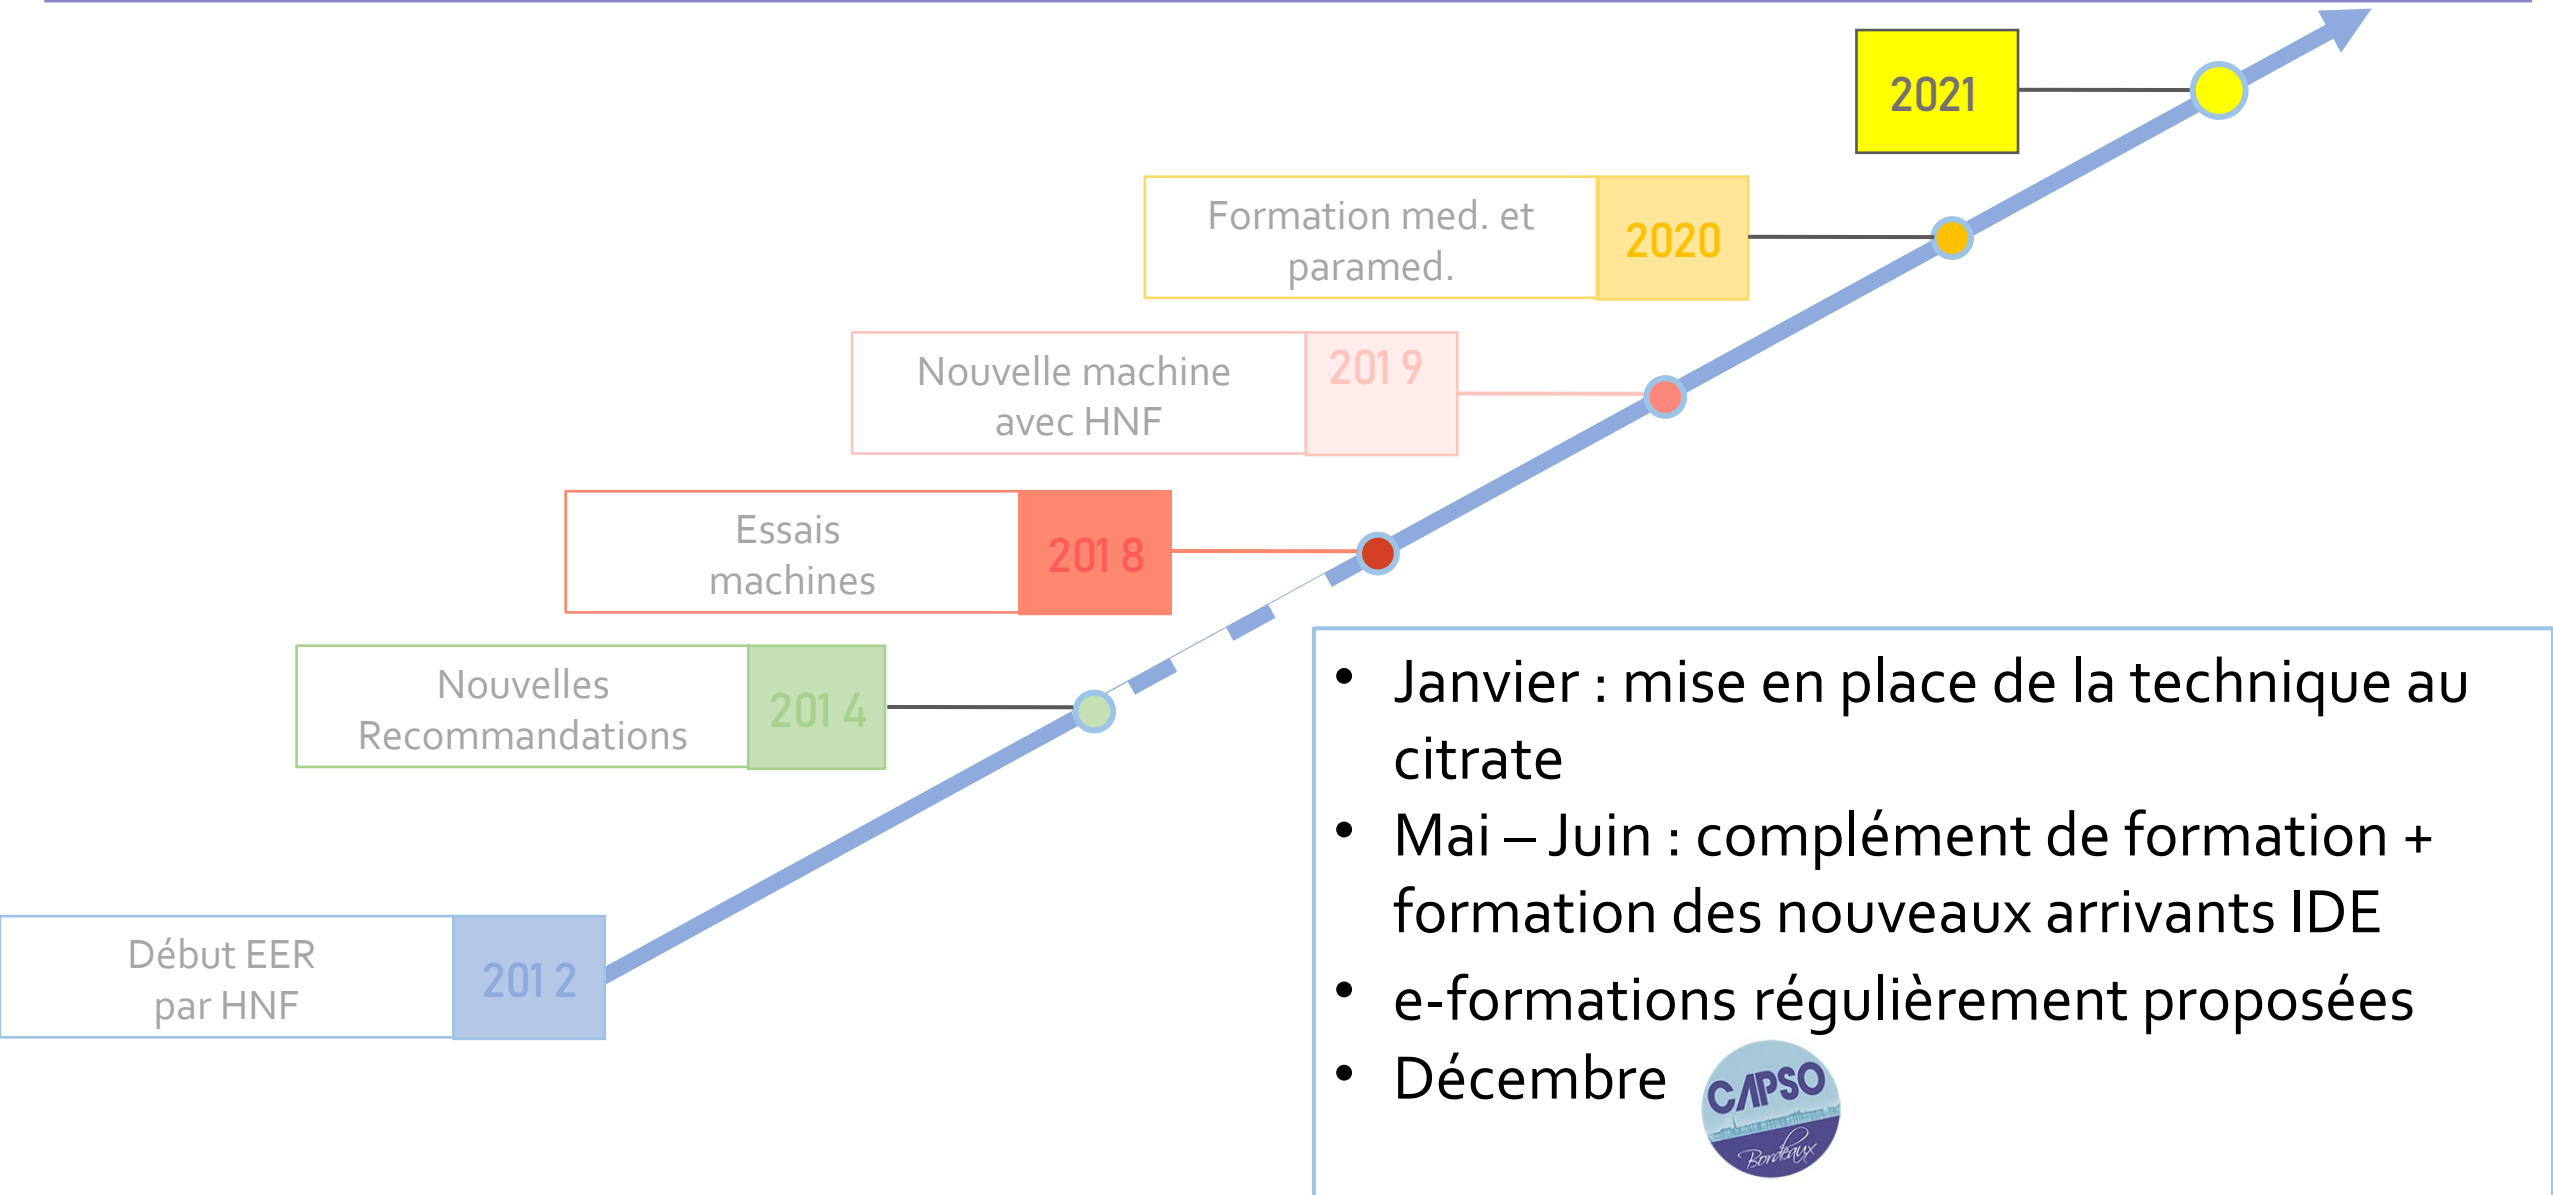 2021
Formation med. et
paramed.
2020
Nouvelle machine
avec HNF
201 9
Essais
machines
201 8
Nouvelles
Recommandations
201 4
Début EER
par HNF
201 2
• Janvier : mise en place de la technique au
citrate
• Mai – Juin : complément de formation +
formation des nouveaux arrivants IDE
• e-formations régulièrement proposées
• Décembre
CAPSO
Bordeaux